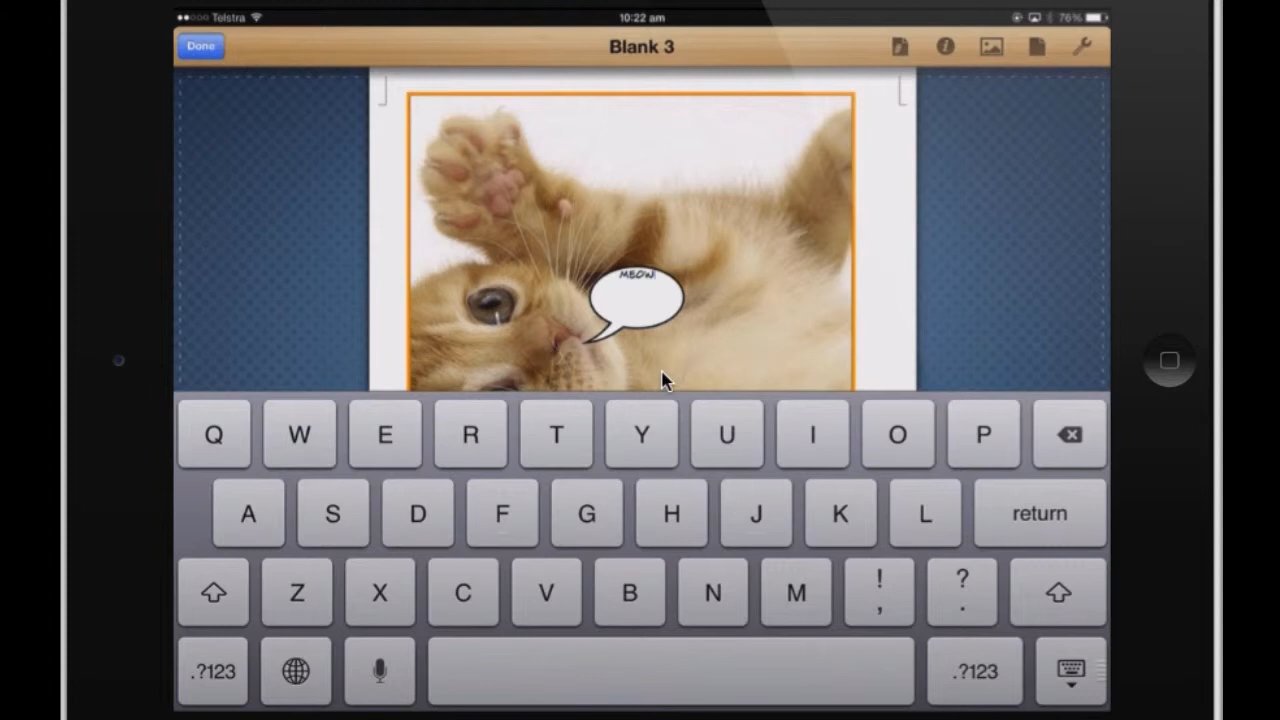 Telstra 10:22 am 76%
Done Blank 3
MEOW!
Q W E R T Y U I O P
A S D F G H J K L return
Z X C V B N M ! , ? .
.?123 .?123